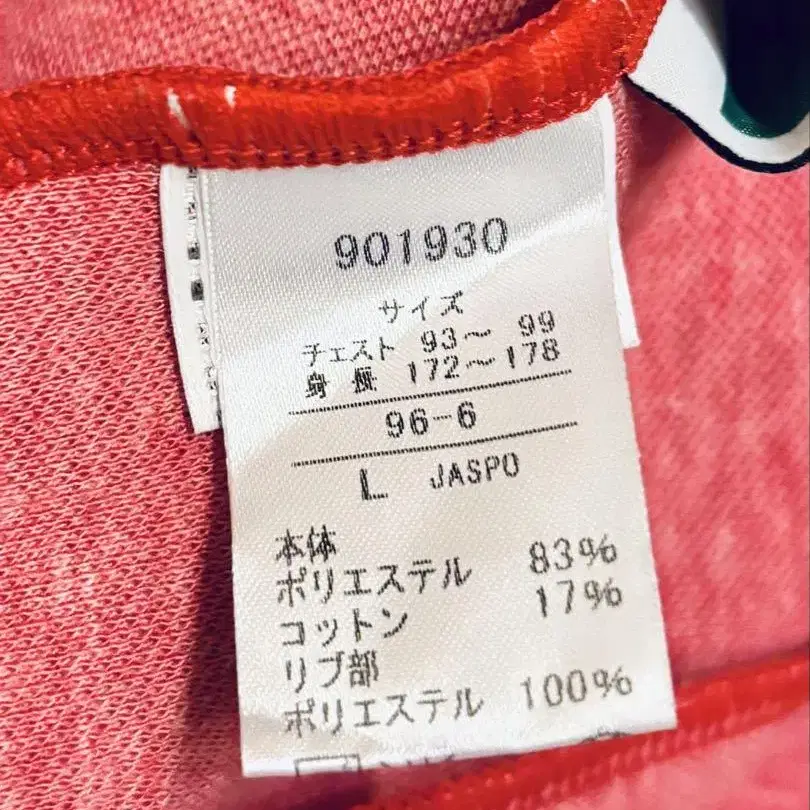 901930
サイズ
チェスト 93～ 99
身長 172～178
96-6
L JASPO
本体
ポリエステル 83%
コットン 17%
リブ部
ポリエステル 100%